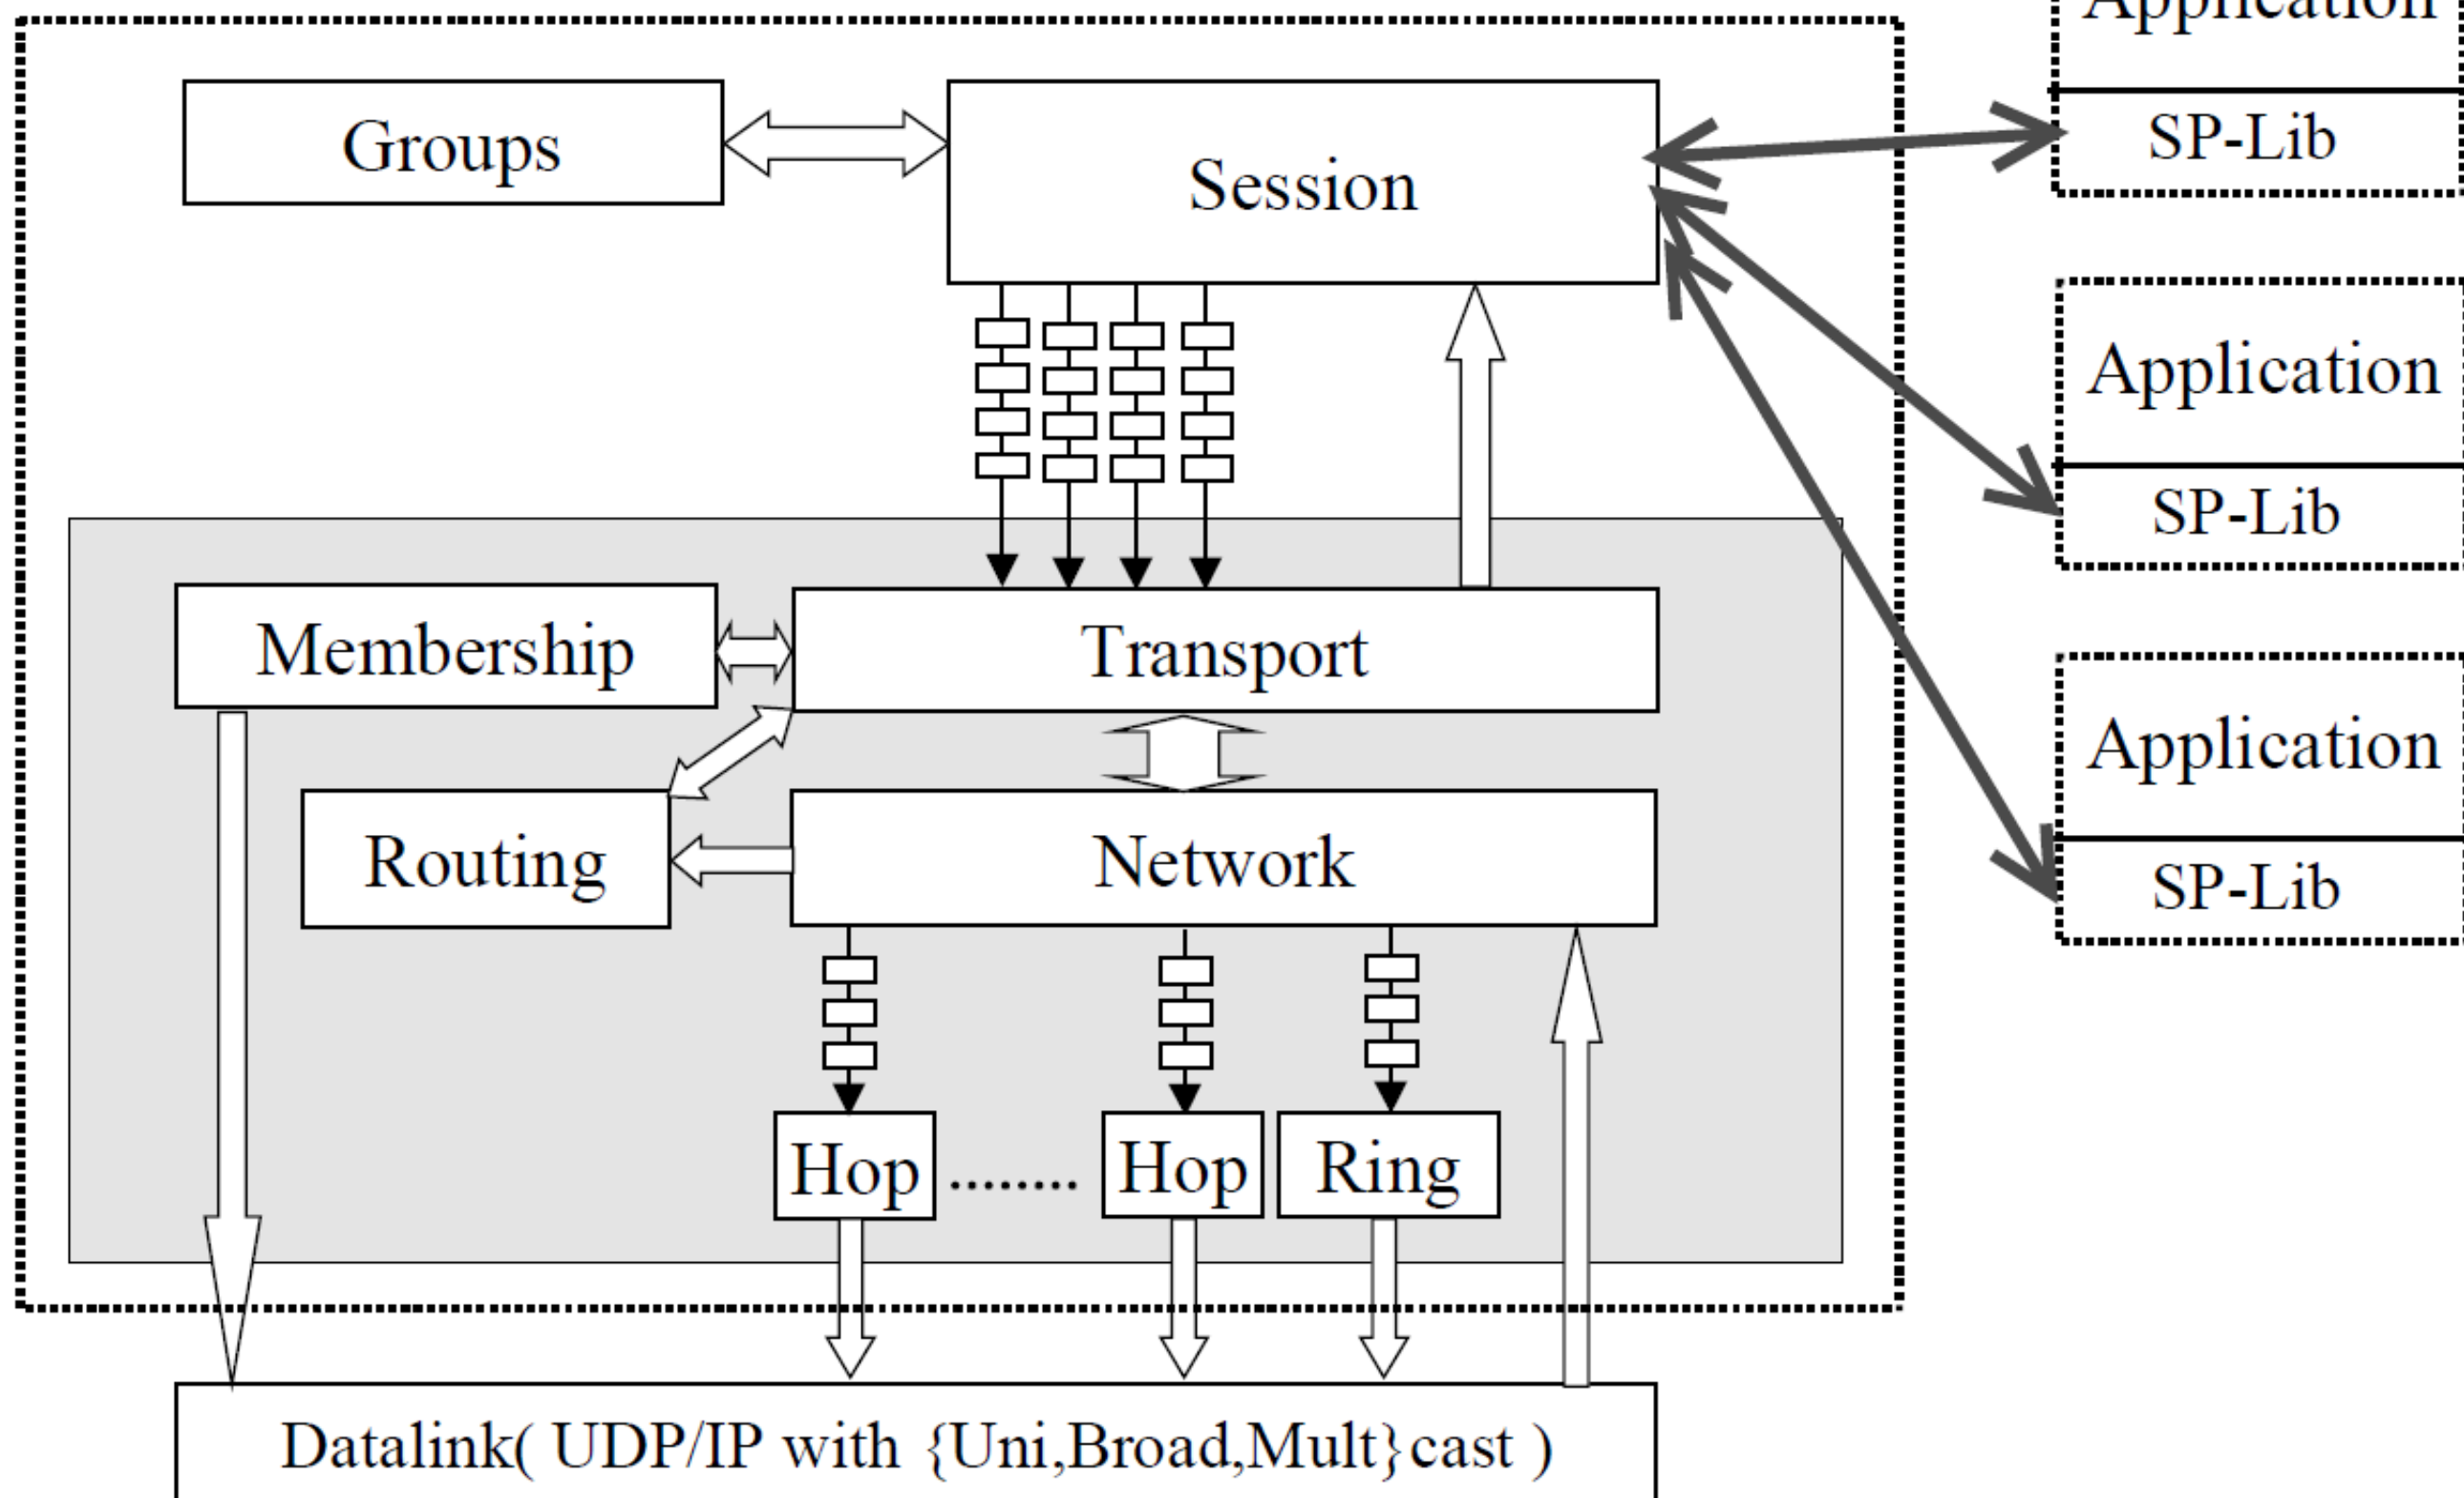 Application
SP-Lib
Groups
Session
Application
SP-Lib
Membership
Transport
Application
SP-Lib
Routing
Network
Hop
........
Hop
Ring
Datalink( UDP/IP with {Uni,Broad,Mult}cast )